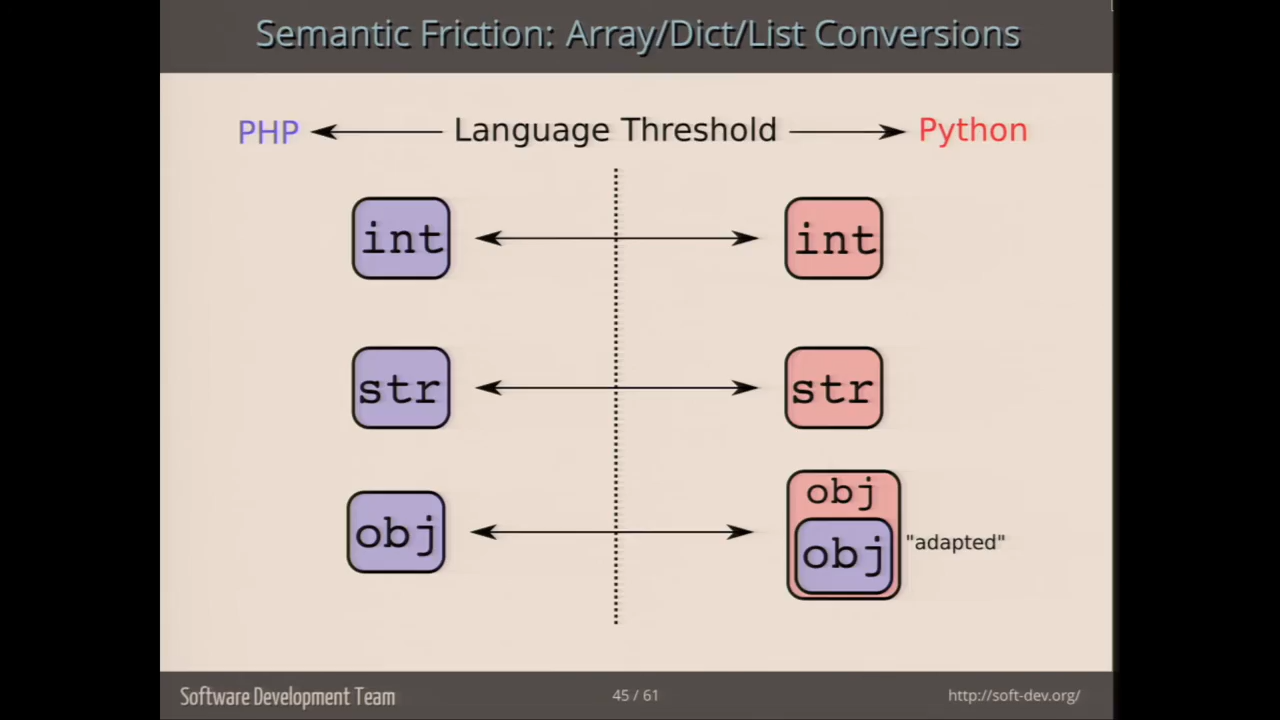 Semantic Friction: Array/Dict/List Conversions
PHP Language Threshold Python
int int
str str
obj obj
obj
"adapted"
Software Development Team 45 / 61 http://soft-dev.org/